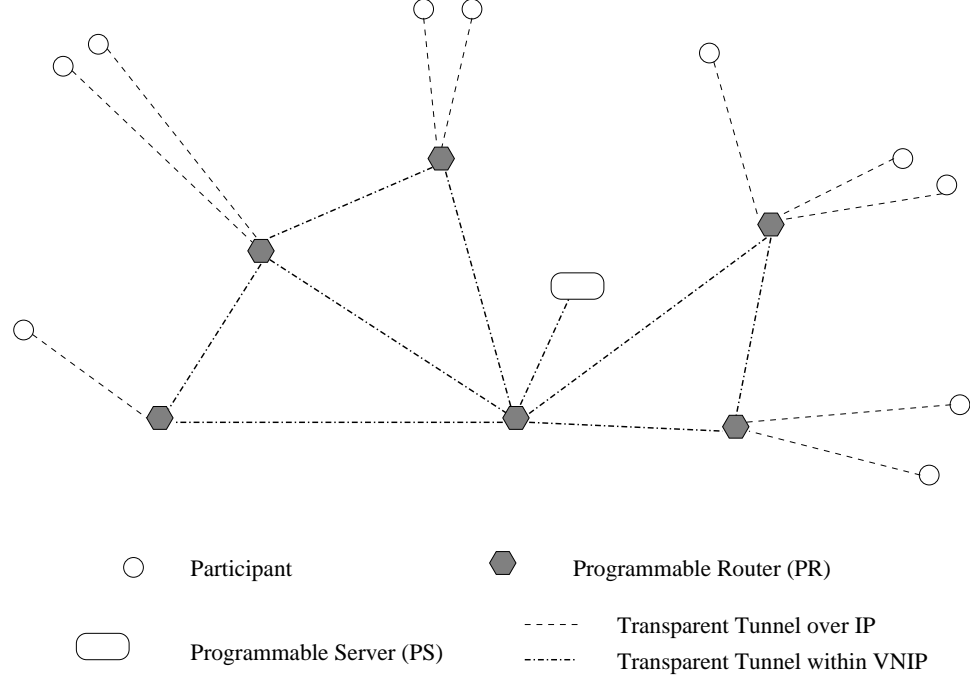 Participant
Programmable Router (PR)
Programmable Server (PS)
Transparent Tunnel over IP
Transparent Tunnel within VNIP